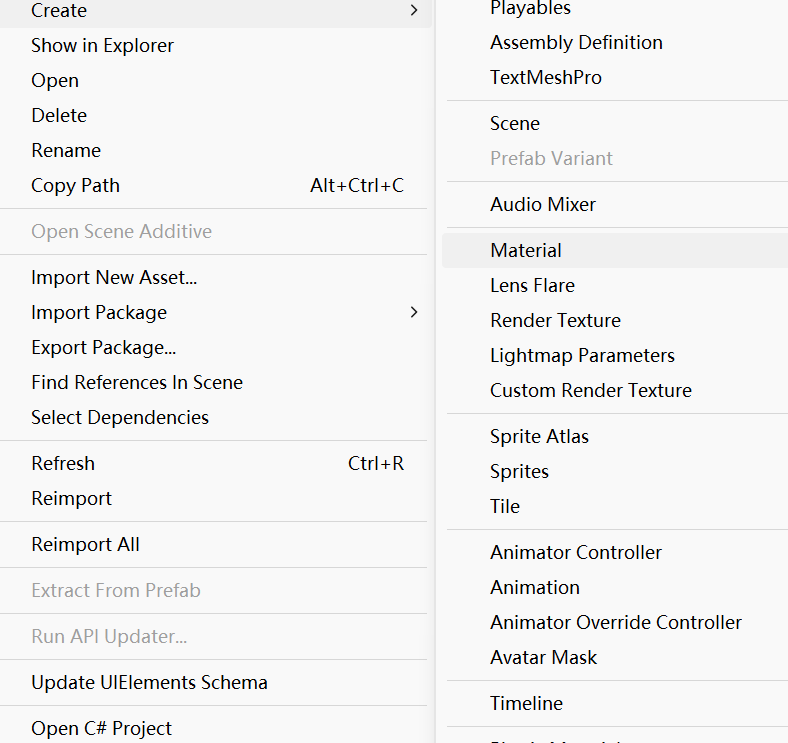 Create
Show in Explorer
Open
Delete
Rename
Copy Path Alt+Ctrl+C
Open Scene Additive
Import New Asset...
Import Package
Export Package...
Find References In Scene
Select Dependencies
Refresh Ctrl+R
Reimport
Reimport All
Extract From Prefab
Run API Updater...
Update UIElements Schema
Open C# Project
Playables
Assembly Definition
TextMeshPro
Scene
Prefab Variant
Audio Mixer
Material
Lens Flare
Render Texture
Lightmap Parameters
Custom Render Texture
Sprite Atlas
Sprites
Tile
Animator Controller
Animation
Animator Override Controller
Avatar Mask
Timeline